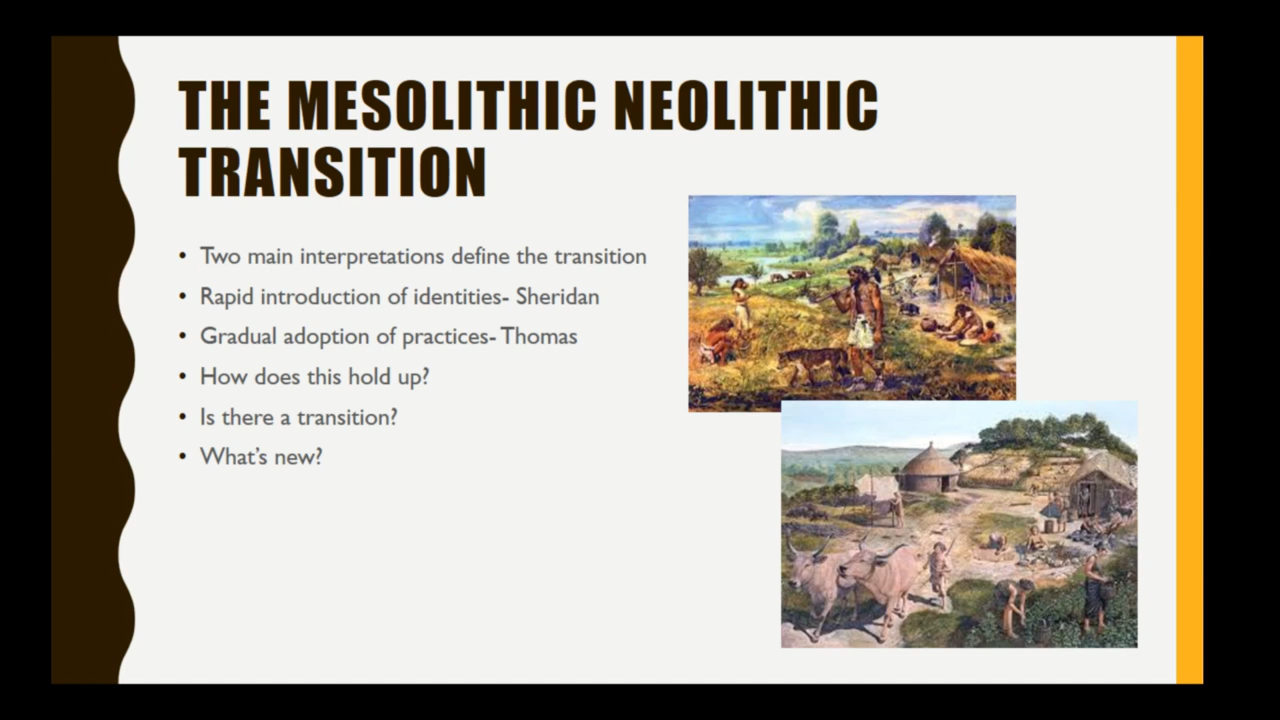 THE MESOLITHIC NEOLITHIC
TRANSITION
• Two main interpretations define the transition
• Rapid introduction of identities- Sheridan
• Gradual adoption of practices- Thomas
• How does this hold up?
• Is there a transition?
• What's new?